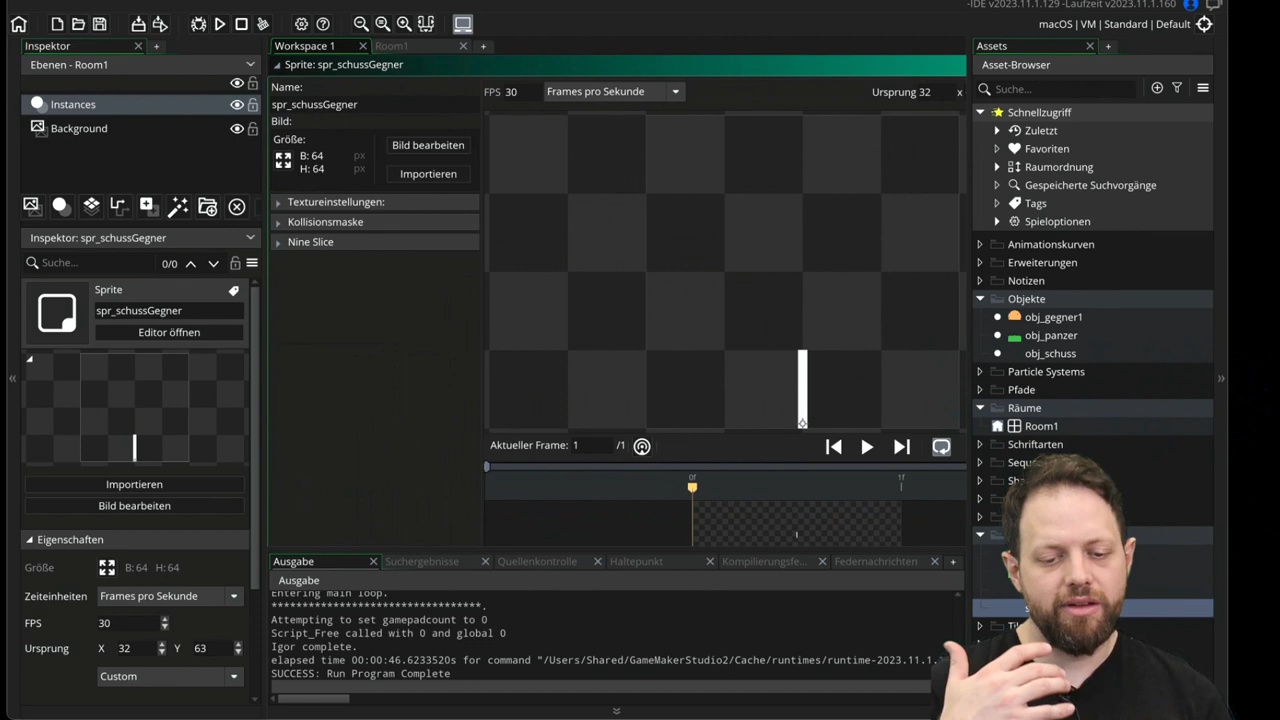 -IDE v2023.11.1.129 -Laufzeit v2023.11.1.160
macOS | VM | Standard | Default
Inspektor
Workspace 1
Room1
Assets
Ebenen - Room1
Sprite: spr_schussGegner
Asset-Browser
Instances
Background
Name:
spr_schussGegner
Bild:
Größe:
B: 64 px
H: 64 px
Bild bearbeiten
Importieren
FPS 30
Frames pro Sekunde
Ursprung 32 x
Textureinstellungen:
Kollisionsmaske
Nine Slice
Suche...
Schnellzugriff
Zuletzt
Favoriten
Raumordnung
Gespeicherte Suchvorgänge
Tags
Spieloptionen
Animationskurven
Erweiterungen
Notizen
Objekte
obj_gegner1
obj_panzer
obj_schuss
Particle Systems
Pfade
Räume
Room1
Schriftarten
Inspektor: spr_schussGegner
Suche... 0/0
Sprite
spr_schussGegner
Editor öffnen
Importieren
Bild bearbeiten
Eigenschaften
Größe B: 64 H: 64
Zeiteinheiten Frames pro Sekunde
FPS 30
Ursprung X 32 Y 63
Custom
Aktueller Frame: 1 /1
0f 1f
Ausgabe
Suchergebnisse
Quellenkontrolle
Haltepunkt
Kompilierungsfe...
Federnachrichten
Ausgabe
Entering main loop.
*********************************.
Attempting to set gamepadcount to 0
Script_Free called with 0 and global 0
Igor complete.
elapsed time 00:00:46.6233520s for command "/Users/Shared/GameMakerStudio2/Cache/runtimes/runtime-2023.11.1.
SUCCESS: Run Program Complete